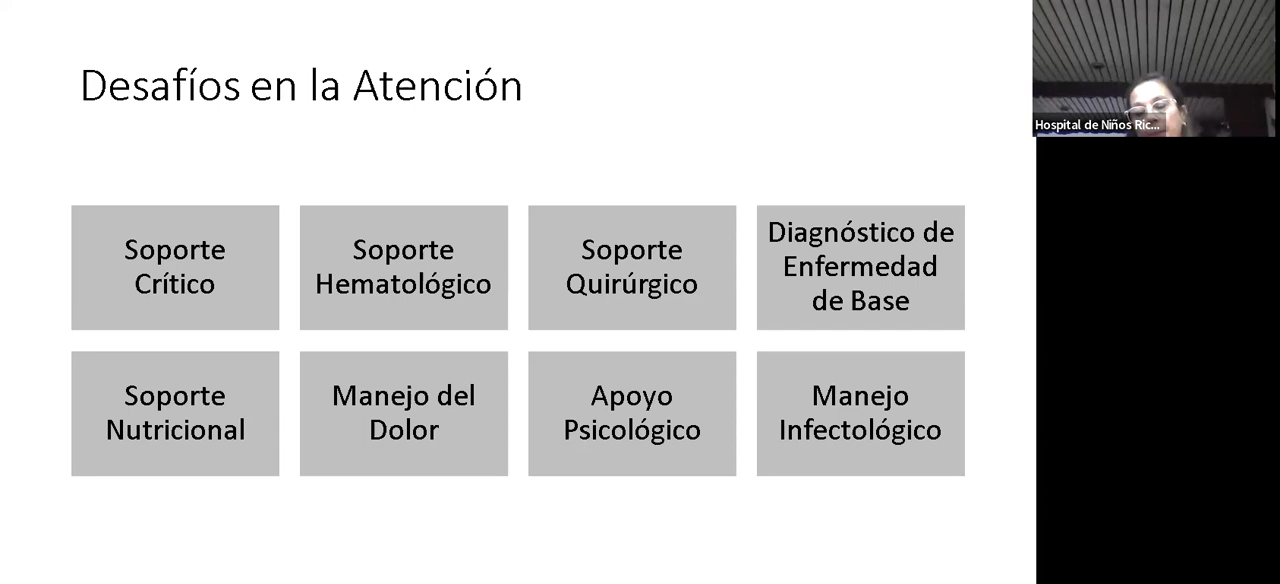 Desafíos en la Atención
Hospital de Niños Ric...
Soporte
Crítico
Soporte
Hematológico
Soporte
Quirúrgico
Diagnóstico de
Enfermedad
de Base
Soporte
Nutricional
Manejo del
Dolor
Apoyo
Psicológico
Manejo
Infectológico